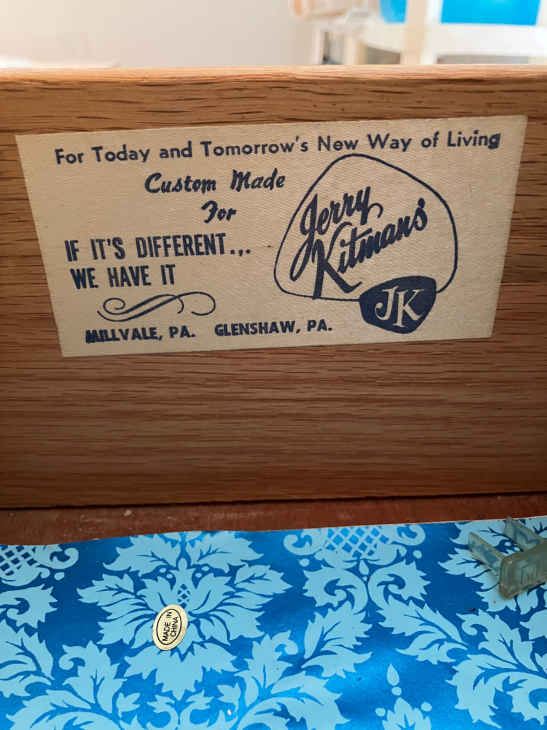 For Today and Tomorrow's New Way of Living
Custom Made
For
IF IT'S DIFFERENT...
WE HAVE IT
Jerry
Kitmans'
JK
MILLVALE, PA. GLENSHAW, PA.
MADE IN
CHINA